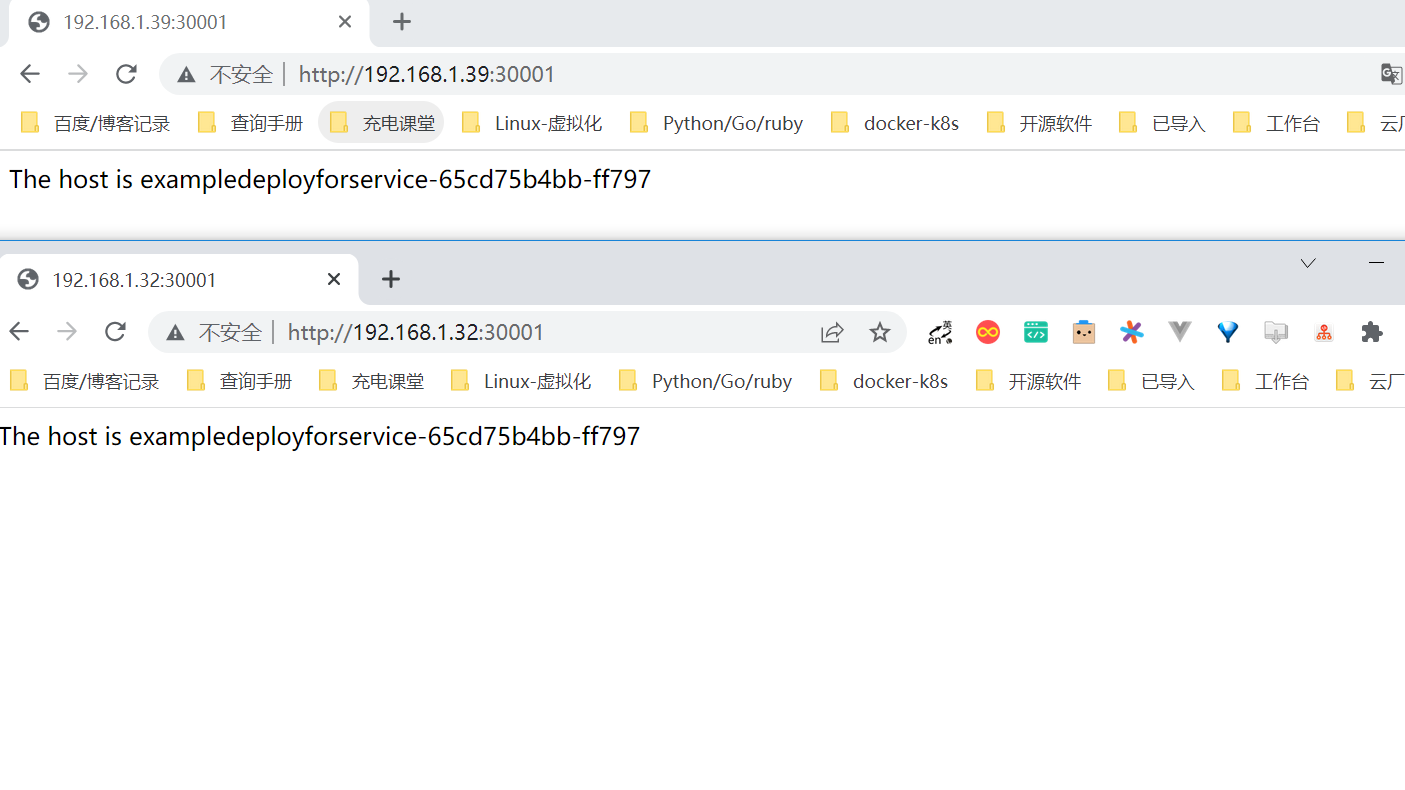 192.168.1.39:30001
不安全 http://192.168.1.39:30001
百度/博客记录 查询手册 充电课堂 Linux-虚拟化 Python/Go/ruby docker-k8s 开源软件 已导入 工作台 云厂
The host is exampledeployforservice-65cd75b4bb-ff797
192.168.1.32:30001
不安全 http://192.168.1.32:30001 英 en
百度/博客记录 查询手册 充电课堂 Linux-虚拟化 Python/Go/ruby docker-k8s 开源软件 已导入 工作台 云厂
The host is exampledeployforservice-65cd75b4bb-ff797